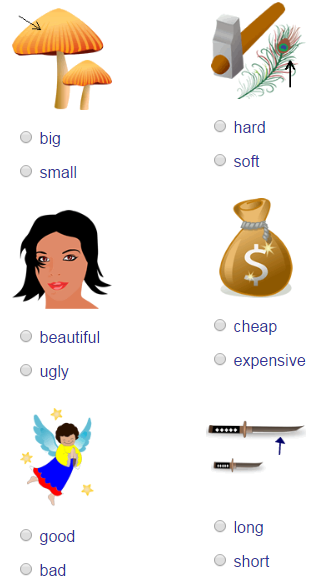 big
small
hard
soft
beautiful
ugly
$
cheap
expensive
good
bad
long
short